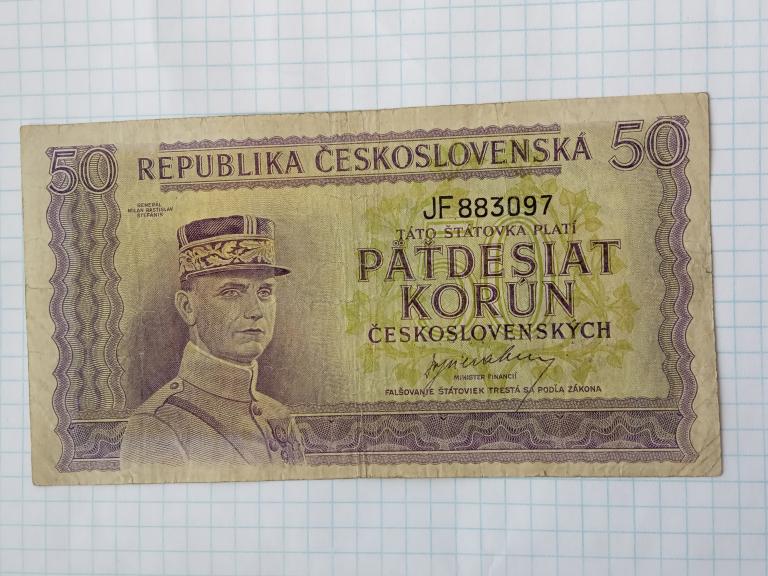 50 REPUBLIKA ČESKOSLOVENSKÁ 50
GENERÁL
MILAN RASTISLAV
ŠTEFÁNIK
JF 883097
TÁTO ŠTÁTOVKA PLATÍ
PÄŤDESIAT
KORÚN
ČESKOSLOVENSKÝCH
MINISTER FINANCIÍ
FALŠOVANIE ŠTÁTOVIEK TRESTÁ SA PODĽA ZÁKONA